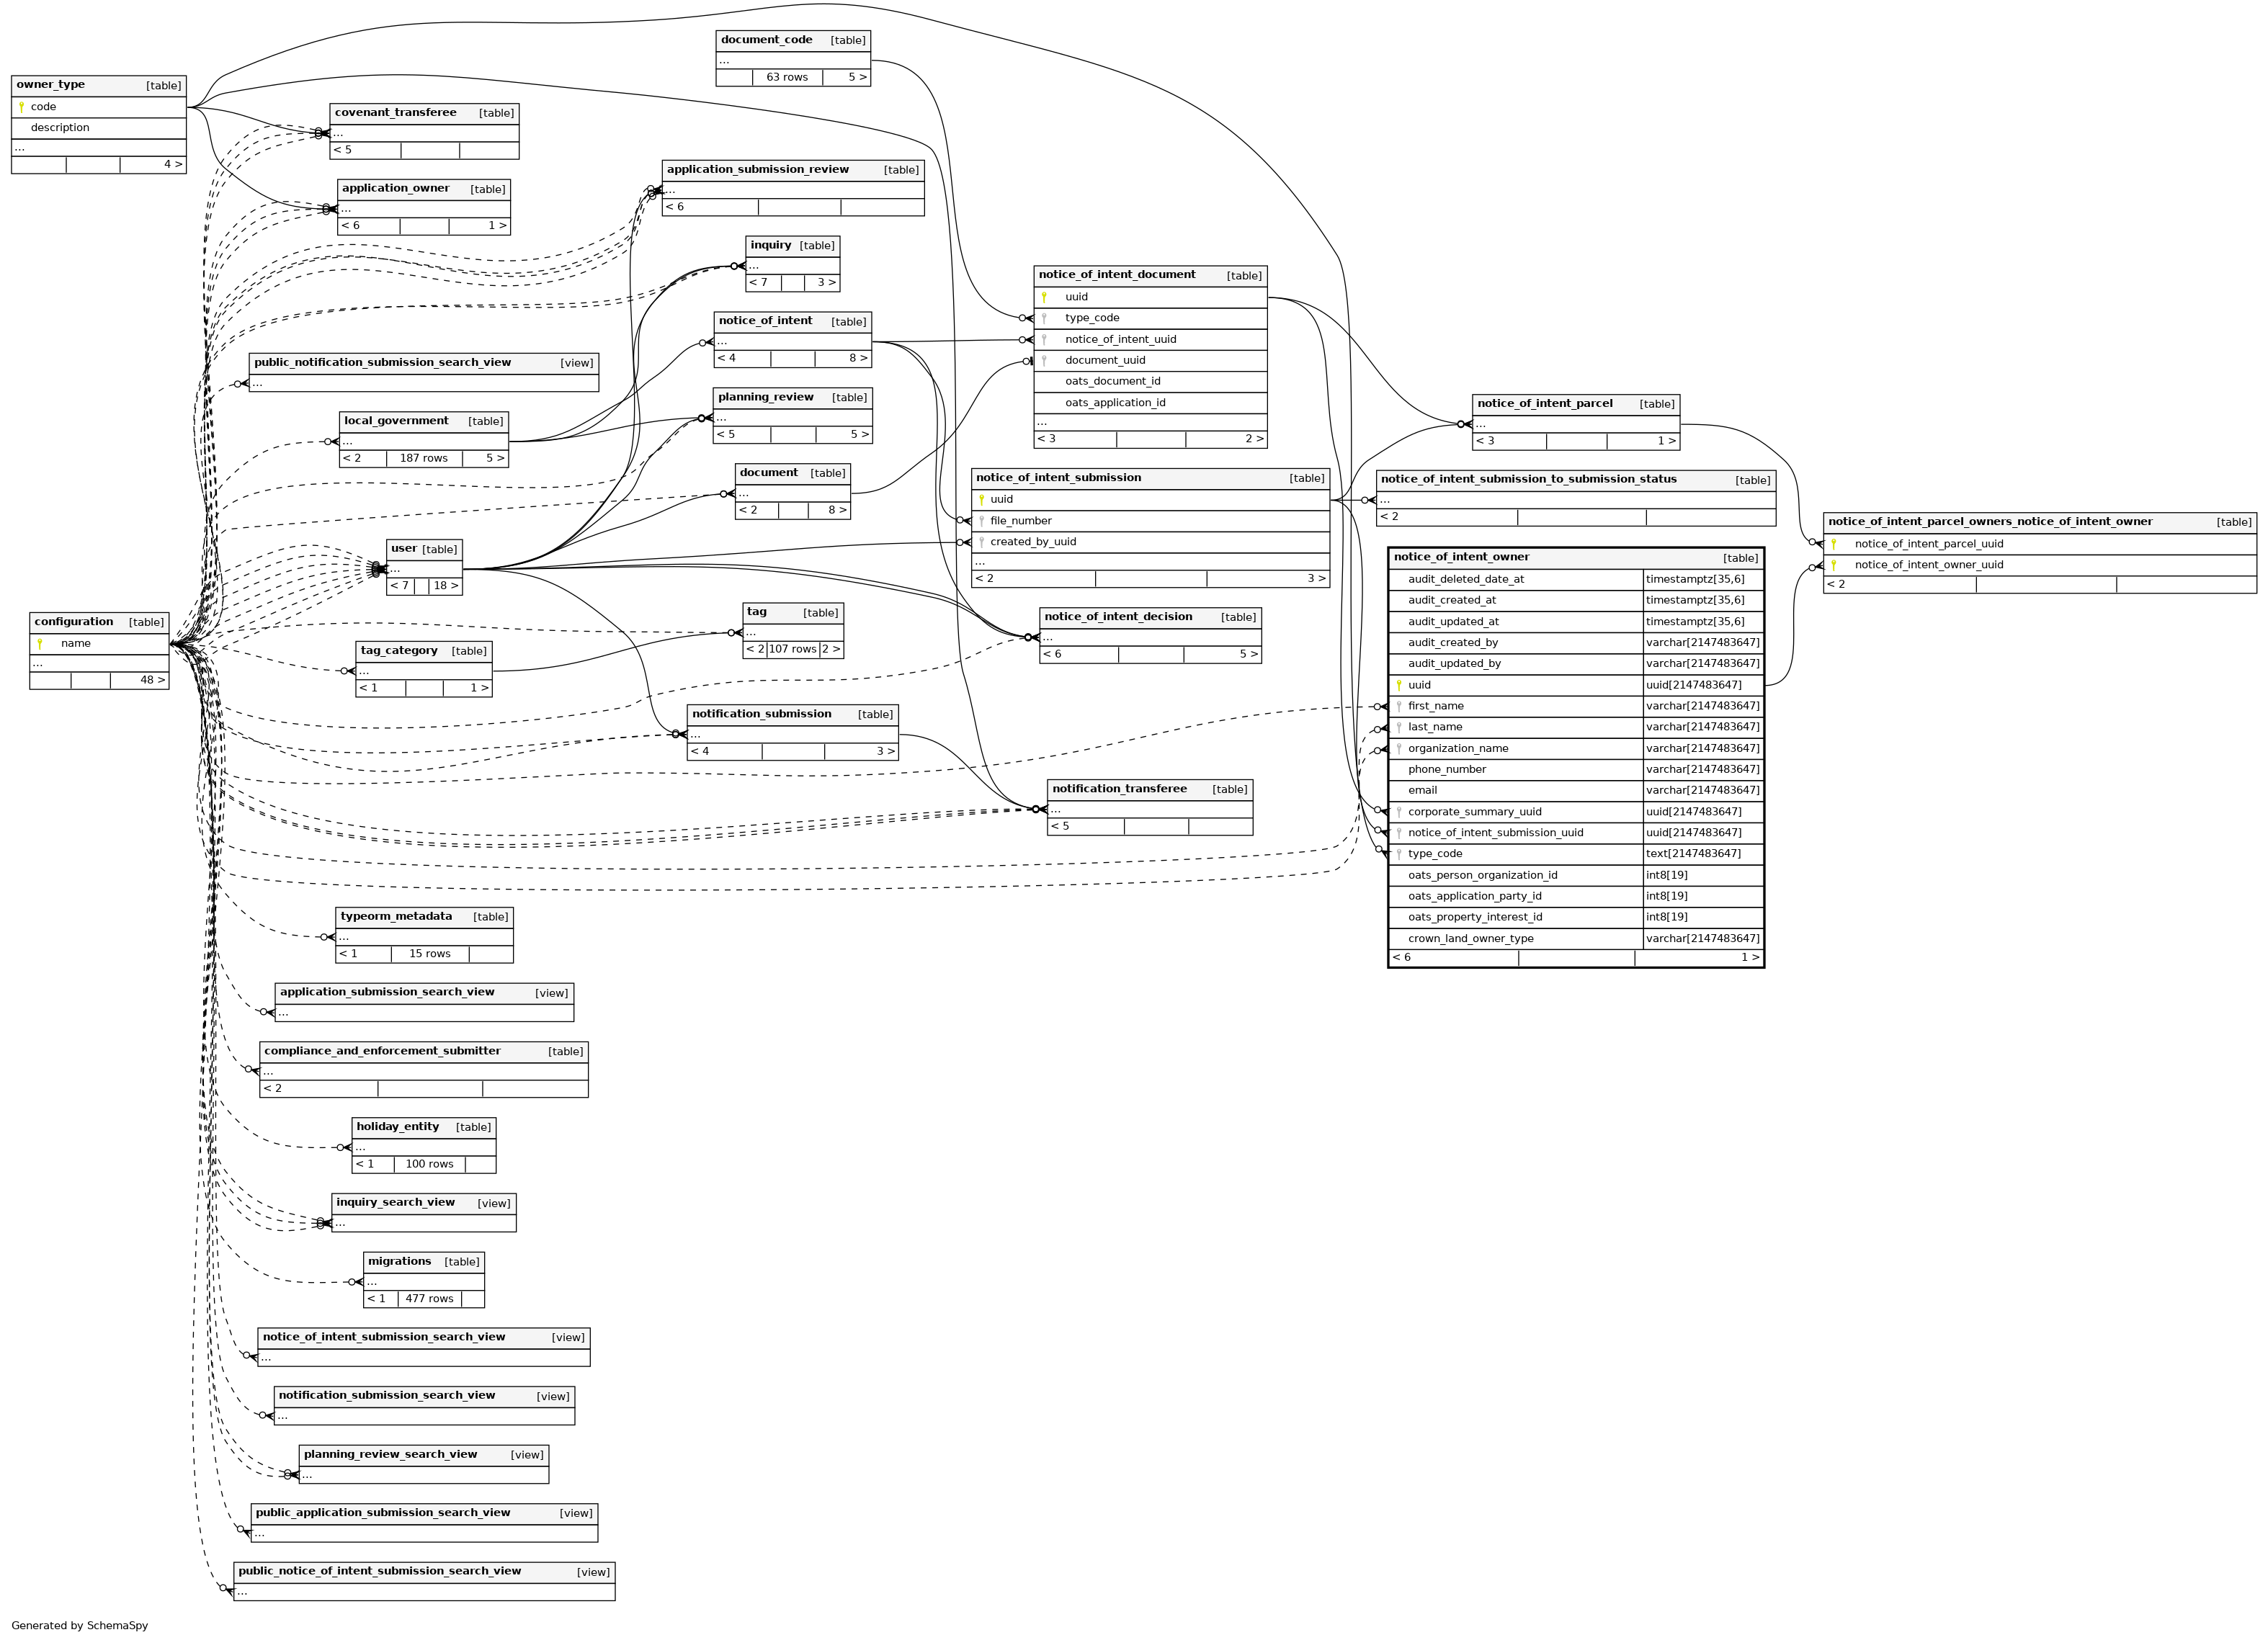 owner_type [table]
code
description
...
4 >
configuration [table]
name
...
48 >
covenant_transferee [table]
...
< 5
application_owner [table]
...
< 6 1 >
public_notification_submission_search_view [view]
...
local_government [table]
...
< 2 187 rows 5 >
user [table]
...
< 7 18 >
tag_category [table]
...
< 1 1 >
typeorm_metadata [table]
...
< 1 15 rows
application_submission_search_view [view]
...
compliance_and_enforcement_submitter [table]
...
< 2
holiday_entity [table]
...
< 1 100 rows
inquiry_search_view [view]
...
migrations [table]
...
< 1 477 rows
notice_of_intent_submission_search_view [view]
...
notification_submission_search_view [view]
...
planning_review_search_view [view]
...
public_application_submission_search_view [view]
...
public_notice_of_intent_submission_search_view [view]
...
document_code [table]
...
63 rows 5 >
application_submission_review [table]
...
< 6
inquiry [table]
...
< 7 3 >
notice_of_intent [table]
...
< 4 8 >
planning_review [table]
...
< 5 5 >
document [table]
...
< 2 8 >
tag [table]
...
< 2 107 rows 2 >
notification_submission [table]
...
< 4 3 >
notice_of_intent_document [table]
uuid
type_code
notice_of_intent_uuid
document_uuid
oats_document_id
oats_application_id
...
< 3 2 >
notice_of_intent_submission [table]
uuid
file_number
created_by_uuid
...
< 2 3 >
notice_of_intent_decision [table]
...
< 6 5 >
notification_transferee [table]
...
< 5
notice_of_intent_parcel [table]
...
< 3 1 >
notice_of_intent_submission_to_submission_status [table]
...
< 2
notice_of_intent_owner [table]
audit_deleted_date_at timestamptz[35,6]
audit_created_at timestamptz[35,6]
audit_updated_at timestamptz[35,6]
audit_created_by varchar[2147483647]
audit_updated_by varchar[2147483647]
uuid uuid[2147483647]
first_name varchar[2147483647]
last_name varchar[2147483647]
organization_name varchar[2147483647]
phone_number varchar[2147483647]
email varchar[2147483647]
corporate_summary_uuid uuid[2147483647]
notice_of_intent_submission_uuid uuid[2147483647]
type_code text[2147483647]
oats_person_organization_id int8[19]
oats_application_party_id int8[19]
oats_property_interest_id int8[19]
crown_land_owner_type varchar[2147483647]
< 6 1 >
notice_of_intent_parcel_owners_notice_of_intent_owner [table]
notice_of_intent_parcel_uuid
notice_of_intent_owner_uuid
< 2
Generated by SchemaSpy